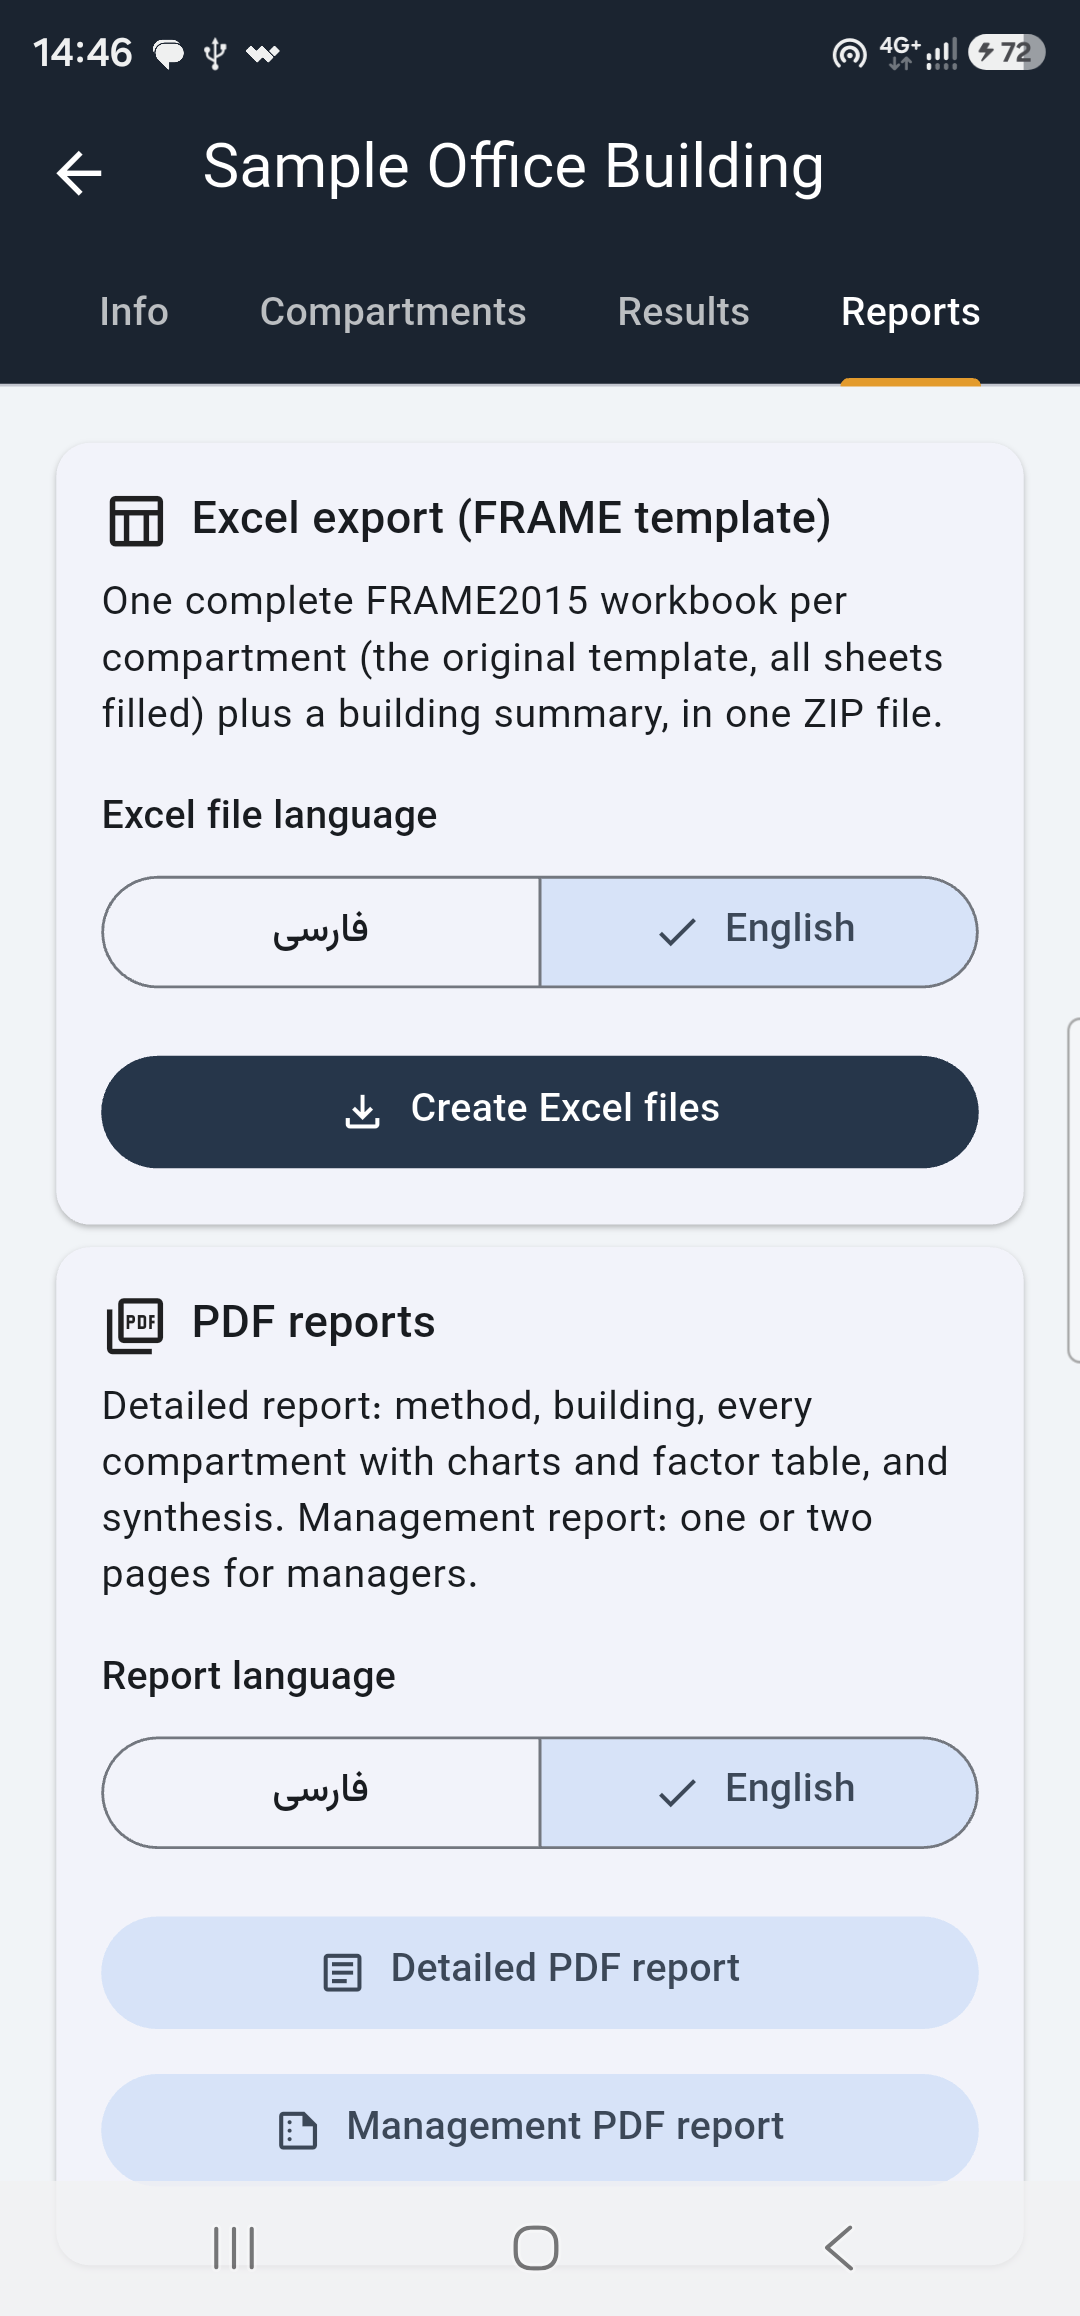 14:46
4G+
72
Sample Office Building
Info
Compartments
Results
Reports
Excel export (FRAME template)
One complete FRAME2015 workbook per
compartment (the original template, all sheets
filled) plus a building summary, in one ZIP file.
Excel file language
فارسی
English
Create Excel files
PDF
PDF reports
Detailed report: method, building, every
compartment with charts and factor table, and
synthesis. Management report: one or two
pages for managers.
Report language
فارسی
English
Detailed PDF report
Management PDF report